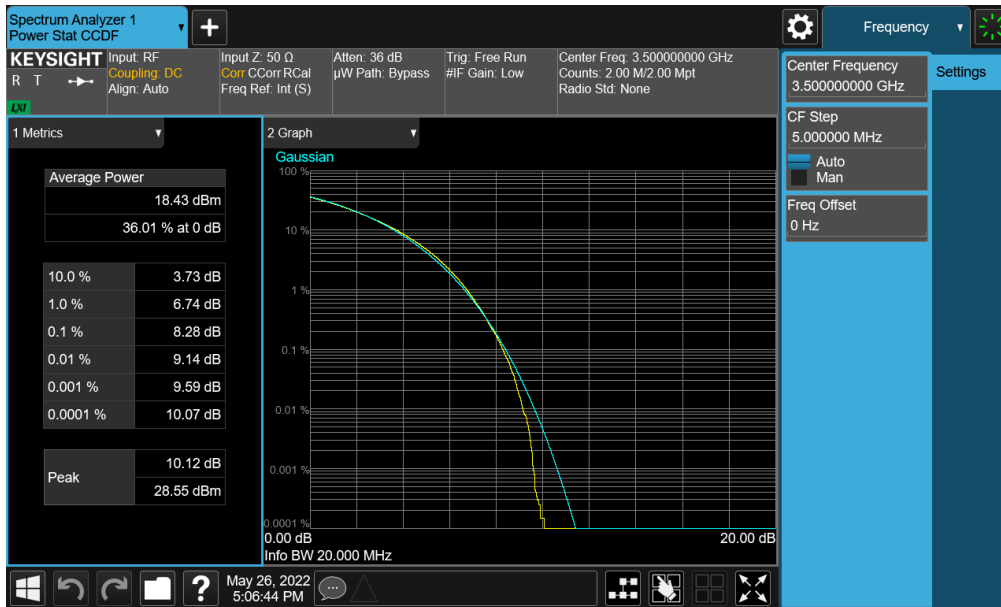 Spectrum Analyzer 1
Power Stat CCDF
Frequency
KEYSIGHT
R T
LXI
Input: RF
Coupling: DC
Align: Auto
Input Z: 50 Ω
Corr CCorr RCal
Freq Ref: Int (S)
Atten: 36 dB
µW Path: Bypass
Trig: Free Run
#IF Gain: Low
Center Freq: 3.500000000 GHz
Counts: 2.00 M/2.00 Mpt
Radio Std: None
Center Frequency
3.500000000 GHz
Settings
CF Step
5.000000 MHz
Auto
Man
Freq Offset
0 Hz
1 Metrics
Average Power
18.43 dBm
36.01 % at 0 dB
10.0 % 3.73 dB
1.0 % 6.74 dB
0.1 % 8.28 dB
0.01 % 9.14 dB
0.001 % 9.59 dB
0.0001 % 10.07 dB
Peak
10.12 dB
28.55 dBm
2 Graph
Gaussian
100 %
10 %
1 %
0.1 %
0.01 %
0.001 %
0.0001 %
0.00 dB 20.00 dB
Info BW 20.000 MHz
?
May 26, 2022
5:06:44 PM